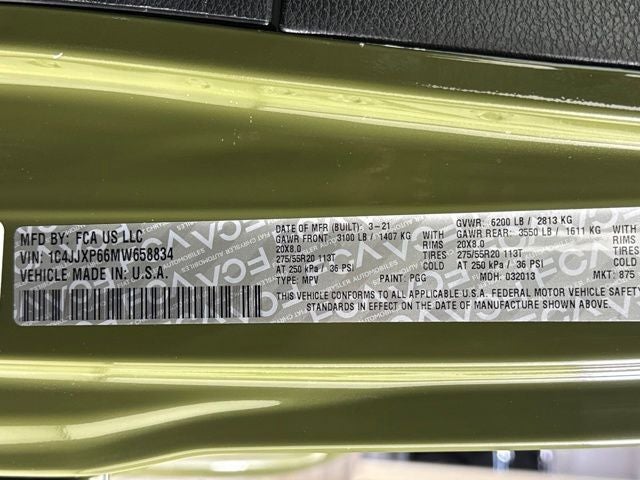 MFD BY: FCA US LLC
VIN: 1C4JJXP66MW658834
VEHICLE MADE IN U.S.A.
DATE OF MFR (BUILT): 3-21
GAWR FRONT: 3100 LB / 1407 KG WITH
20X8.0 RIMS
275/55R20 113T TIRES
AT 250 kPa / 36 PSI COLD
TYPE: MPV PAINT: PGG
GVWR: 6200 LB / 2813 KG
GAWR REAR: 3550 LB / 1611 KG WITH
20X8.0 RIMS
275/55R20 113T TIRES
AT 250 kPa / 36 PSI COLD
MDH: 032013 MKT: 875
THIS VEHICLE CONFORMS TO ALL APPLICABLE U.S.A. FEDERAL MOTOR VEHICLE SAFETY
STANDARDS IN EFFECT ON THE DATE OF MANUFACTURE SHOWN ABOVE.